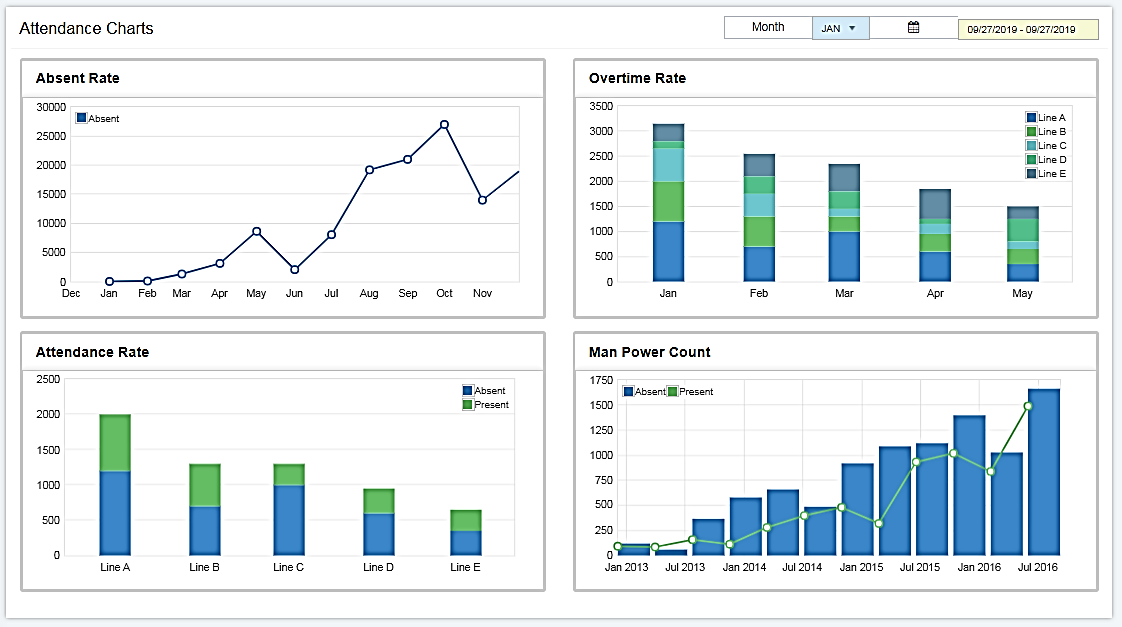 Attendance Charts
Month
JAN
09/27/2019 - 09/27/2019
Absent Rate
Absent
30000
25000
20000
15000
10000
5000
0
Dec Jan Feb Mar Apr May Jun Jul Aug Sep Oct Nov
Overtime Rate
3500
3000
2500
2000
1500
1000
500
0
Line A
Line B
Line C
Line D
Line E
Jan Feb Mar Apr May
Attendance Rate
2500
2000
1500
1000
500
0
Absent
Present
Line A Line B Line C Line D Line E
Man Power Count
1750
1500
1250
1000
750
500
250
0
Absent Present
Jan 2013 Jul 2013 Jan 2014 Jul 2014 Jan 2015 Jul 2015 Jan 2016 Jul 2016